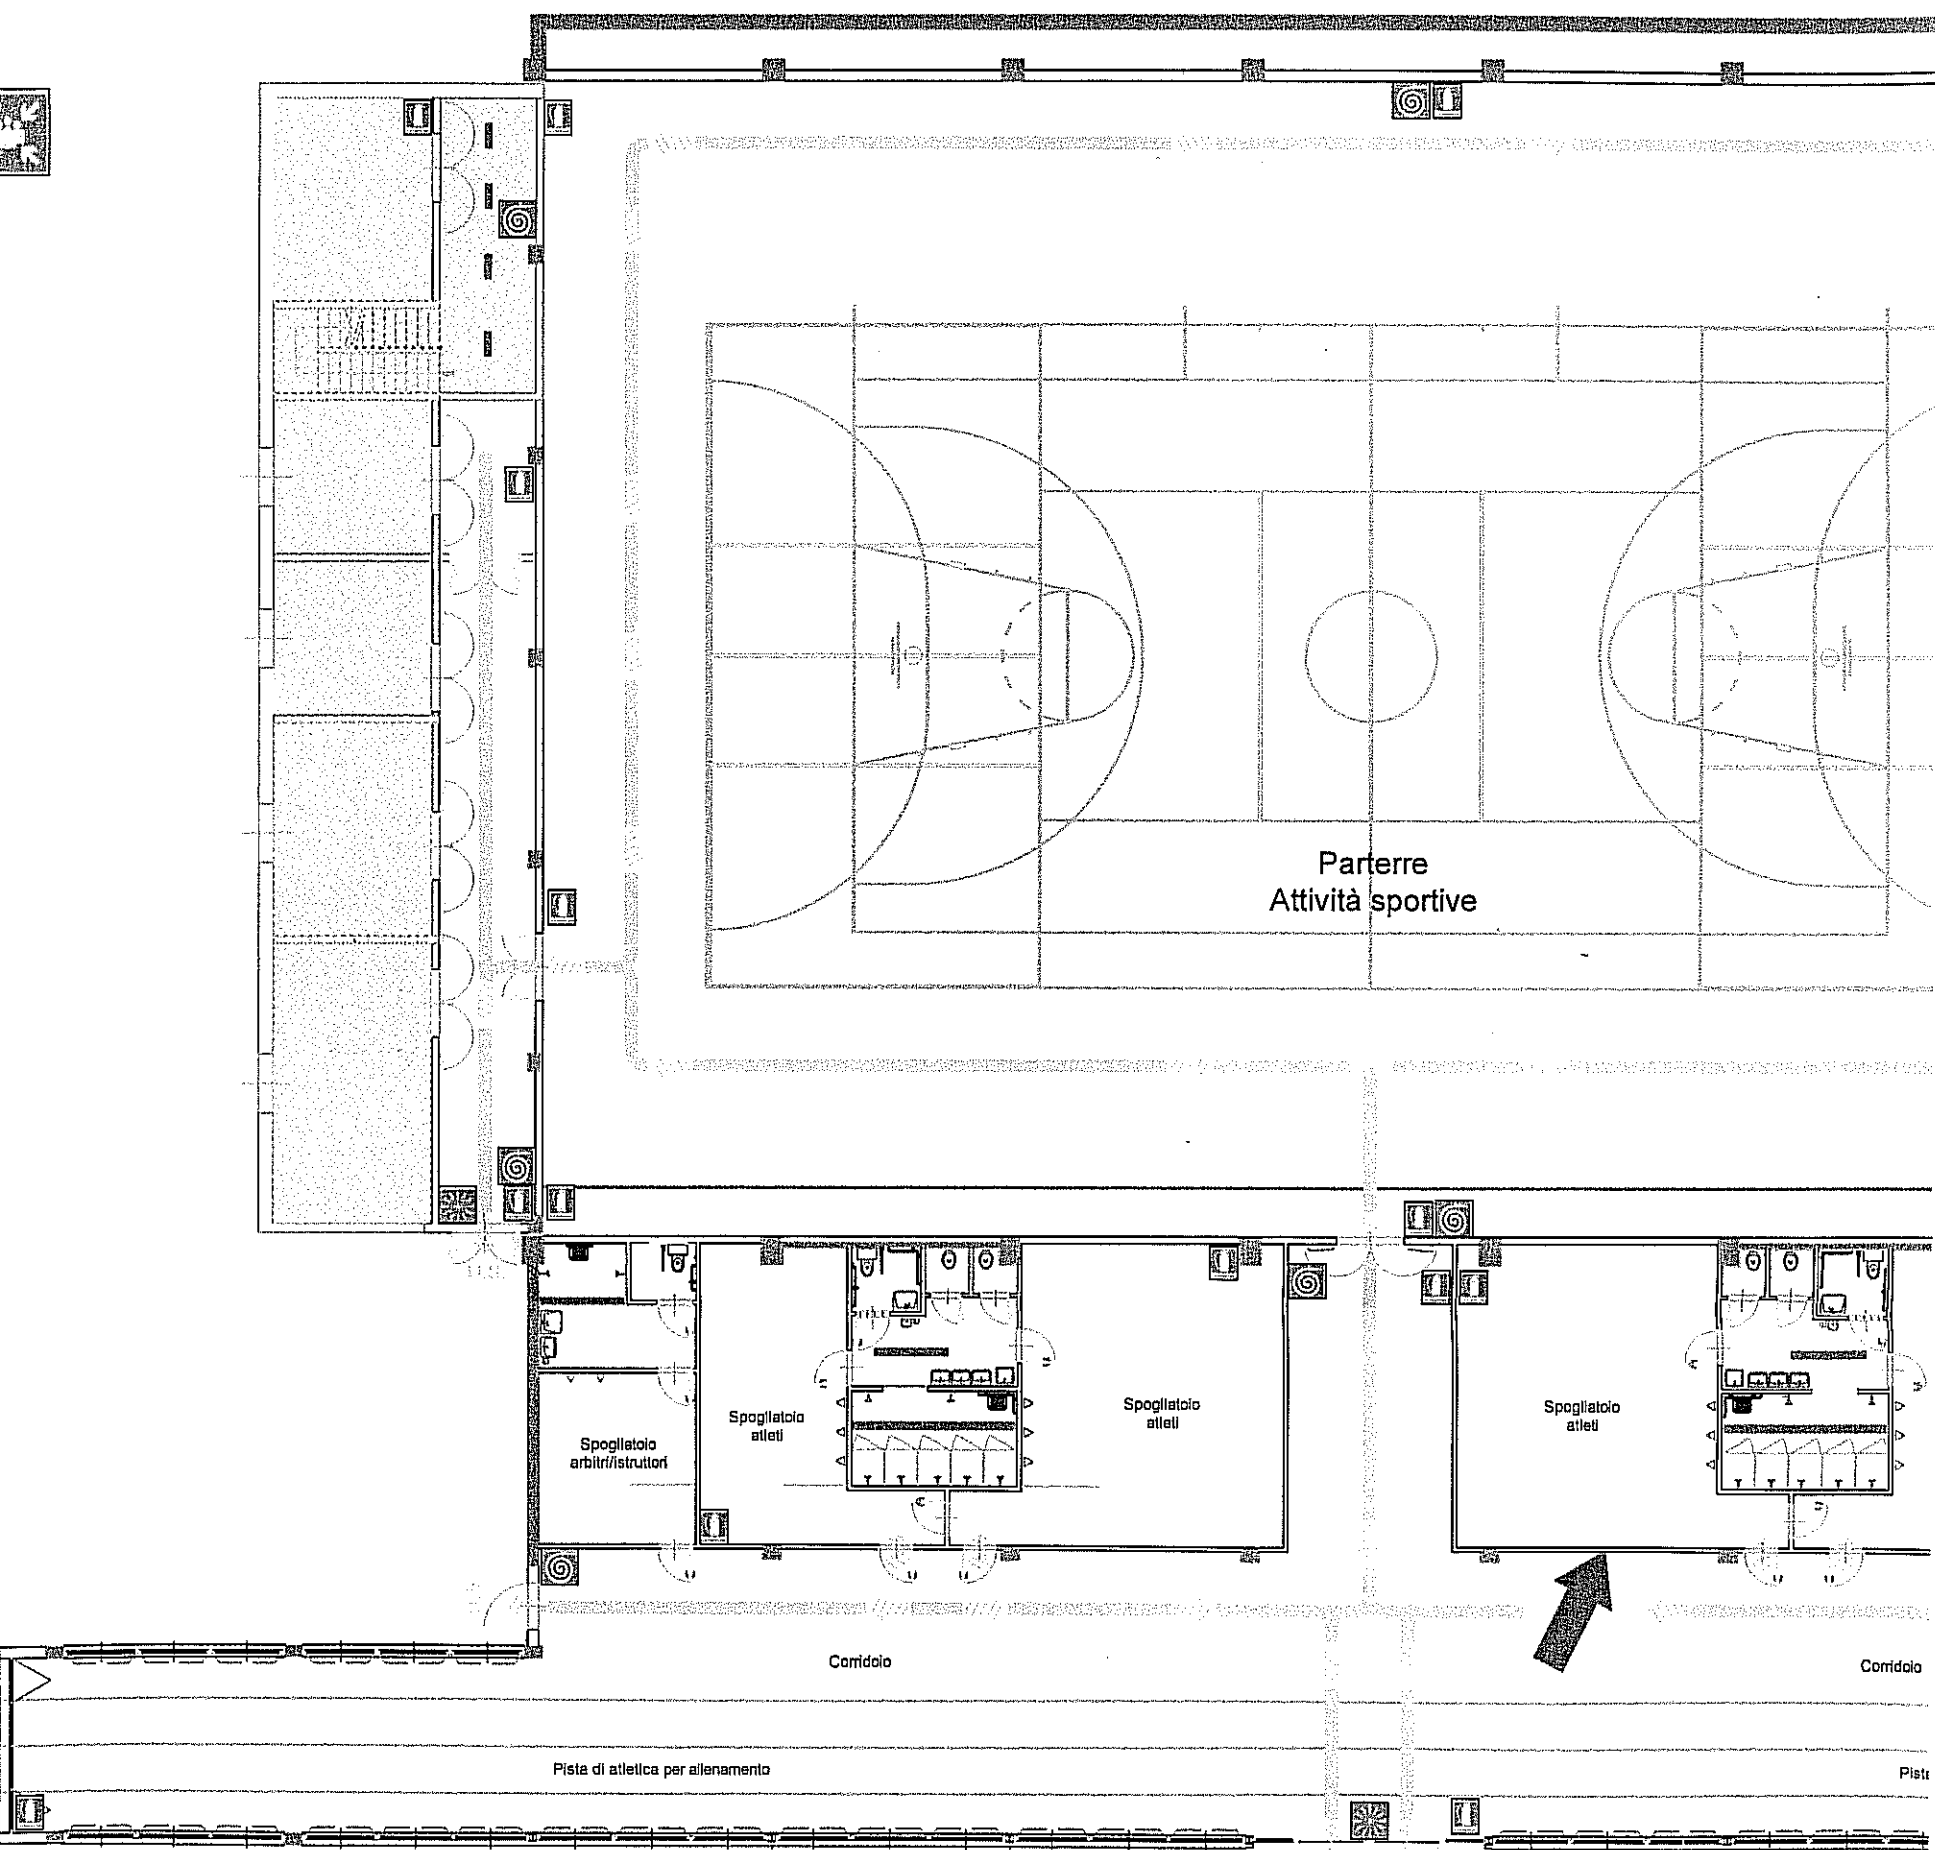 Parterre
Attività sportive
Spogliatoio
atleti
Spogliatoio
atleti
Spogliatoio
atleti
Spogliatoio
arbitri/istruttori
Corridoio
Corridoio
Pista di atletica per allenamento
Pista